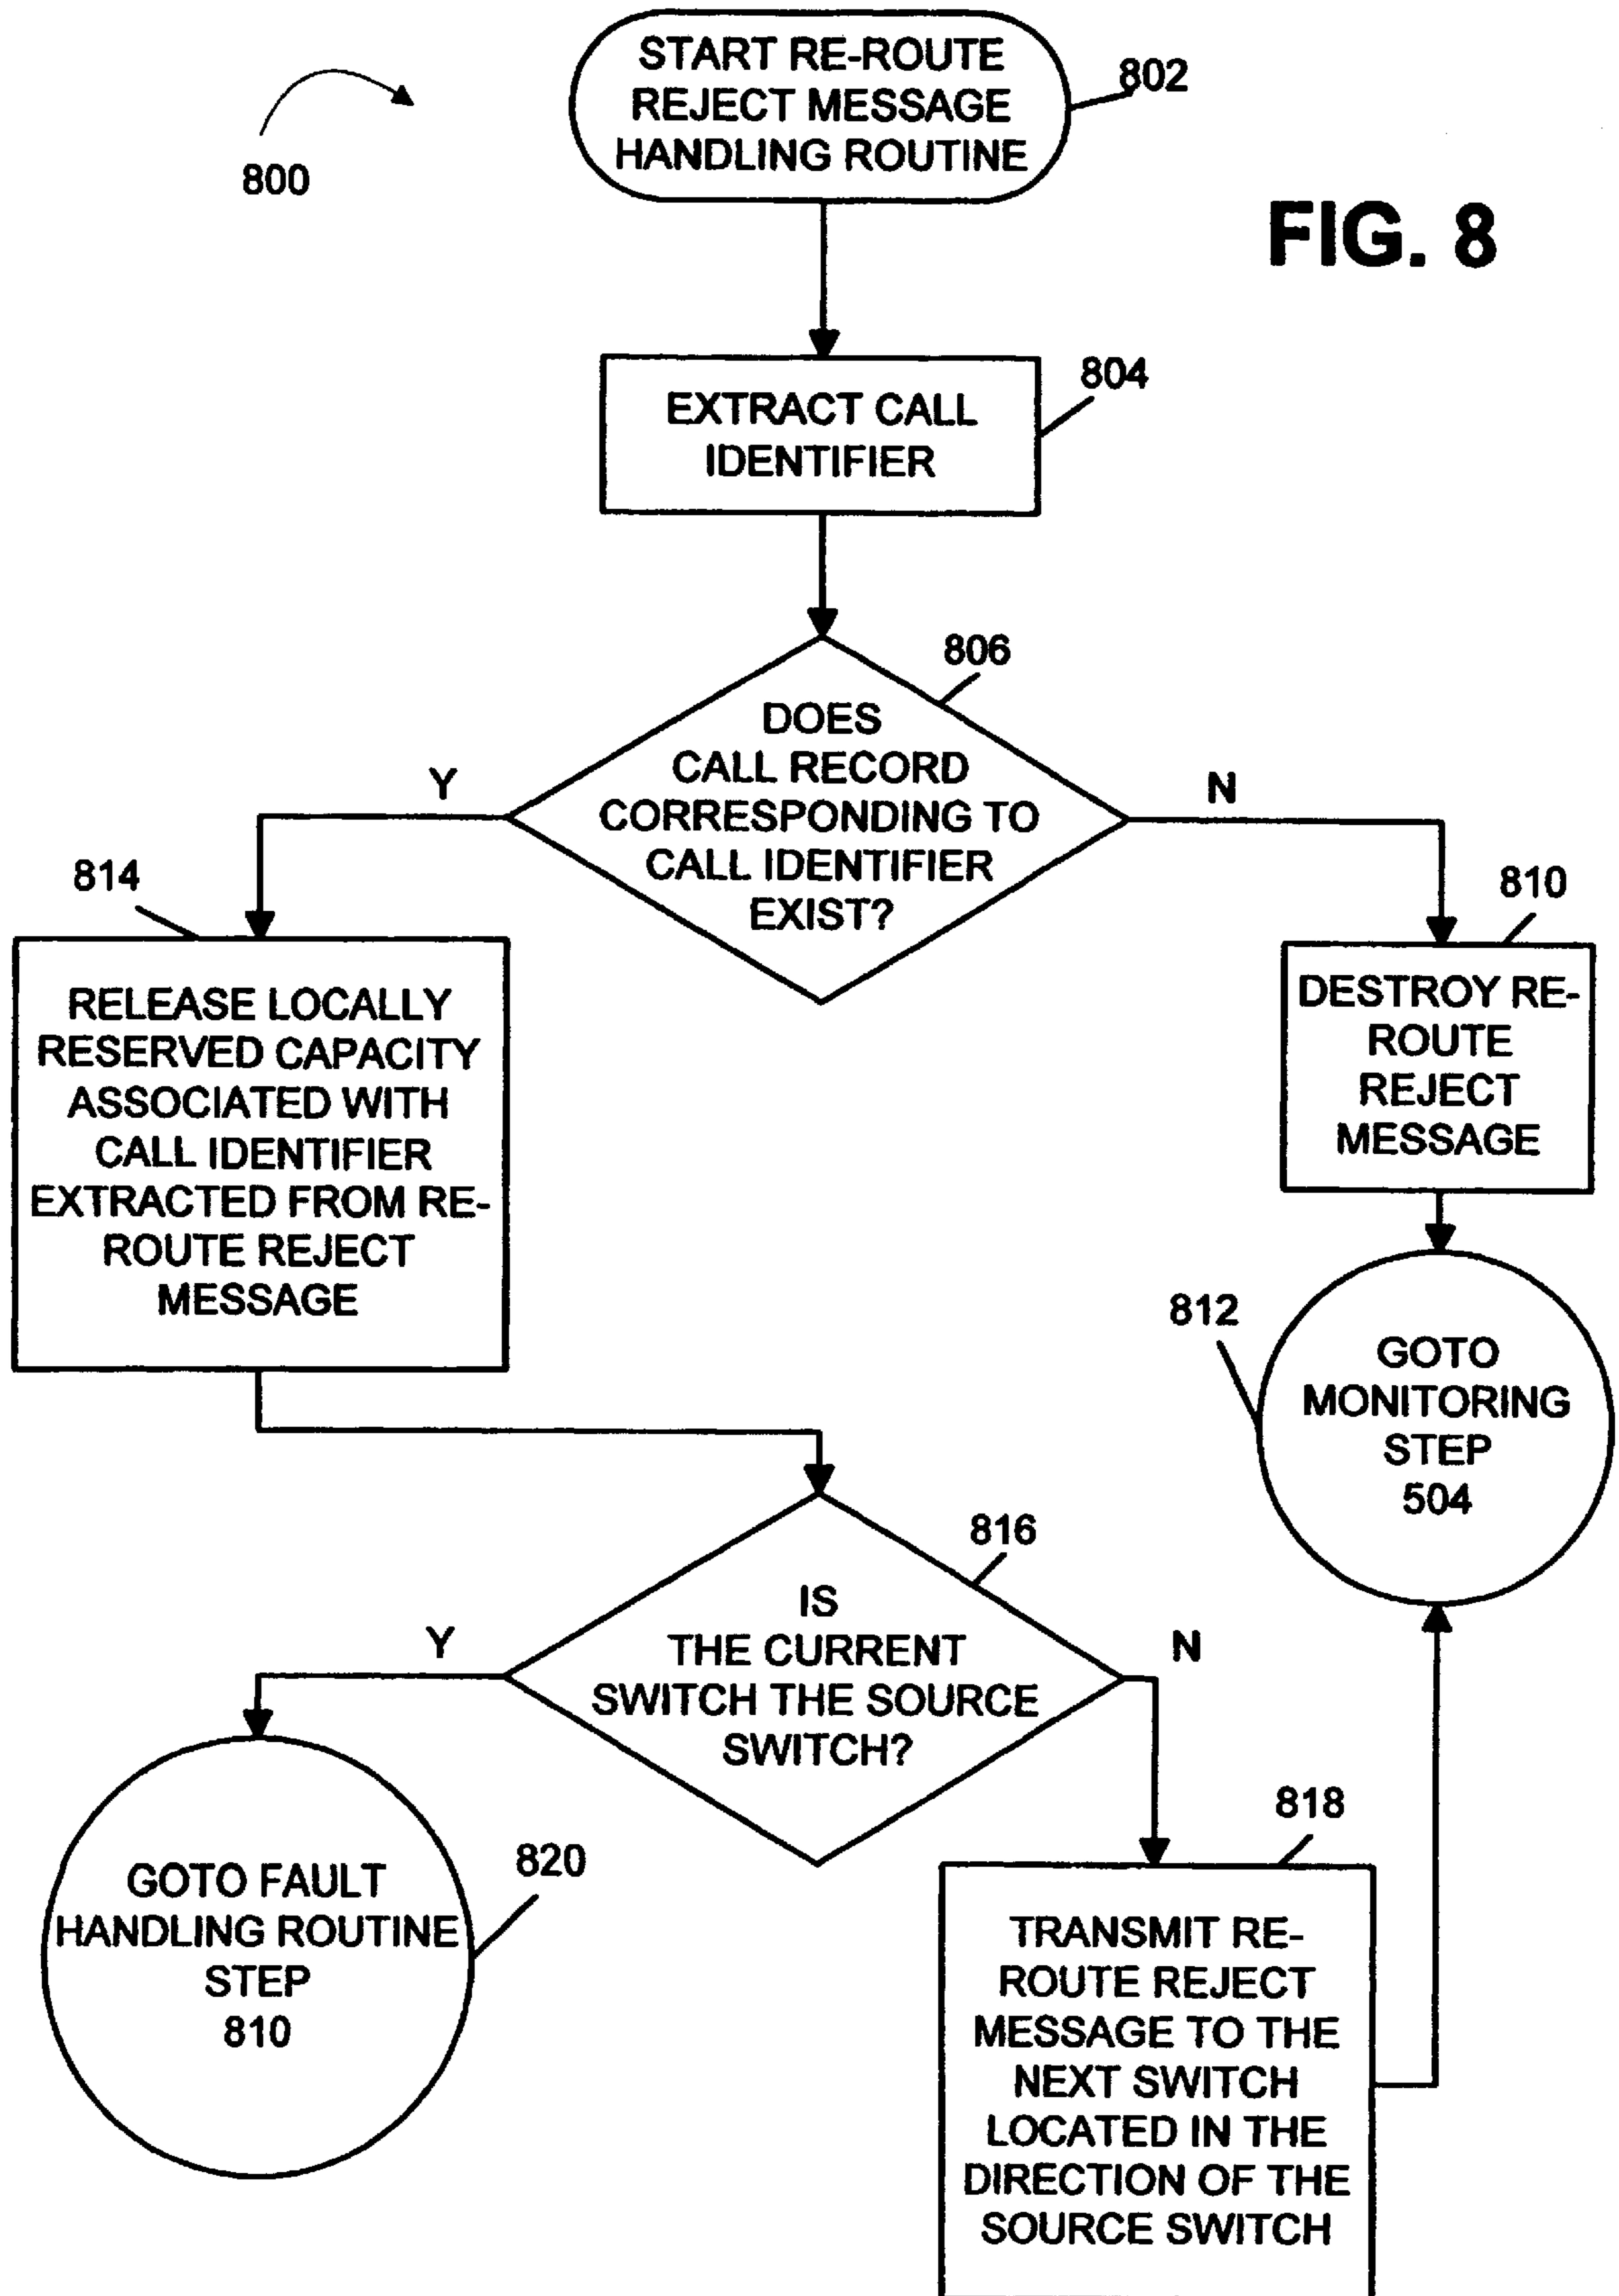 START RE-ROUTE
REJECT MESSAGE
HANDLING ROUTINE
802
800
FIG. 8
804
EXTRACT CALL
IDENTIFIER
806
DOES
CALL RECORD
CORRESPONDING TO
CALL IDENTIFIER
EXIST?
Y
N
814
810
RELEASE LOCALLY
RESERVED CAPACITY
ASSOCIATED WITH
CALL IDENTIFIER
EXTRACTED FROM RE-
ROUTE REJECT
MESSAGE
DESTROY RE-
ROUTE
REJECT
MESSAGE
812
GOTO
MONITORING
STEP
504
816
IS
THE CURRENT
SWITCH THE SOURCE
SWITCH?
Y
N
820
GOTO FAULT
HANDLING ROUTINE
STEP
810
818
TRANSMIT RE-
ROUTE REJECT
MESSAGE TO THE
NEXT SWITCH
LOCATED IN THE
DIRECTION OF THE
SOURCE SWITCH